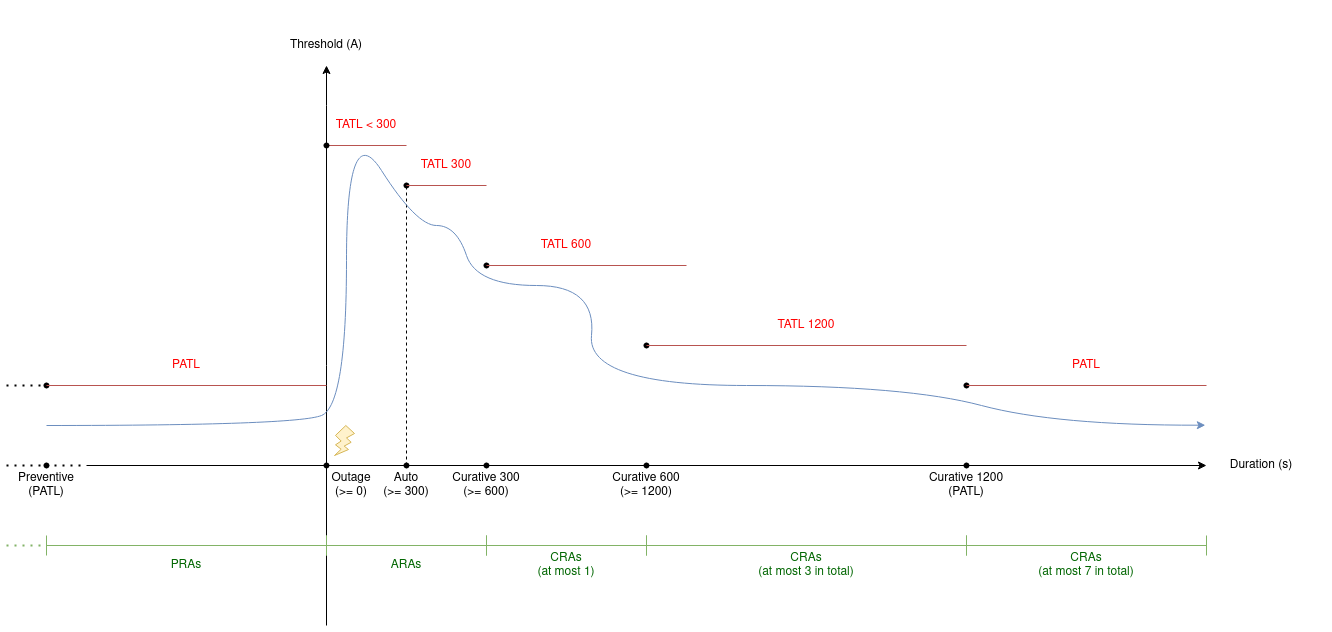 Threshold (A)
TATL < 300
TATL 300
TATL 600
TATL 1200
PATL
PATL
Duration (s)
Preventive
(PATL)
Outage
(>= 0)
Auto
(>= 300)
Curative 300
(>= 600)
Curative 600
(>= 1200)
Curative 1200
(PATL)
PRAs
ARAs
CRAs
(at most 1)
CRAs
(at most 3 in total)
CRAs
(at most 7 in total)